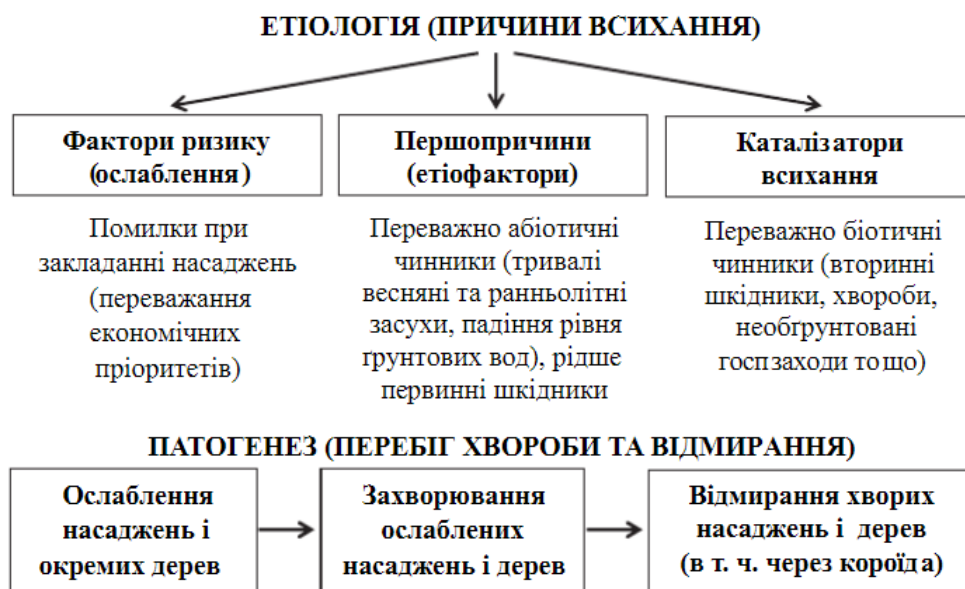 ЕТІОЛОГІЯ (ПРИЧИНИ ВСИХАННЯ)
Фактори ризику
(ослаблення)
Першопричини
(етіофактори)
Каталізатори
всихання
Помилки при
закладанні насаджень
(переважання
економічних
пріоритетів)
Переважно абіотичні
чинники (тривалі
весняні та ранньолітні
засухи, падіння рівня
ґрунтових вод), рідше
первинні шкідники
Переважно біотичні
чинники (вторинні
шкідники, хвороби,
необґрунтовані
госпзаходи тощо)
ПАТОГЕНЕЗ (ПЕРЕБІГ ХВОРОБИ ТА ВІДМИРАННЯ)
Ослаблення
насаджень і
окремих дерев
Захворювання
ослаблених
насаджень і дерев
Відмирання хворих
насаджень і дерев
(в т. ч. через короїда)